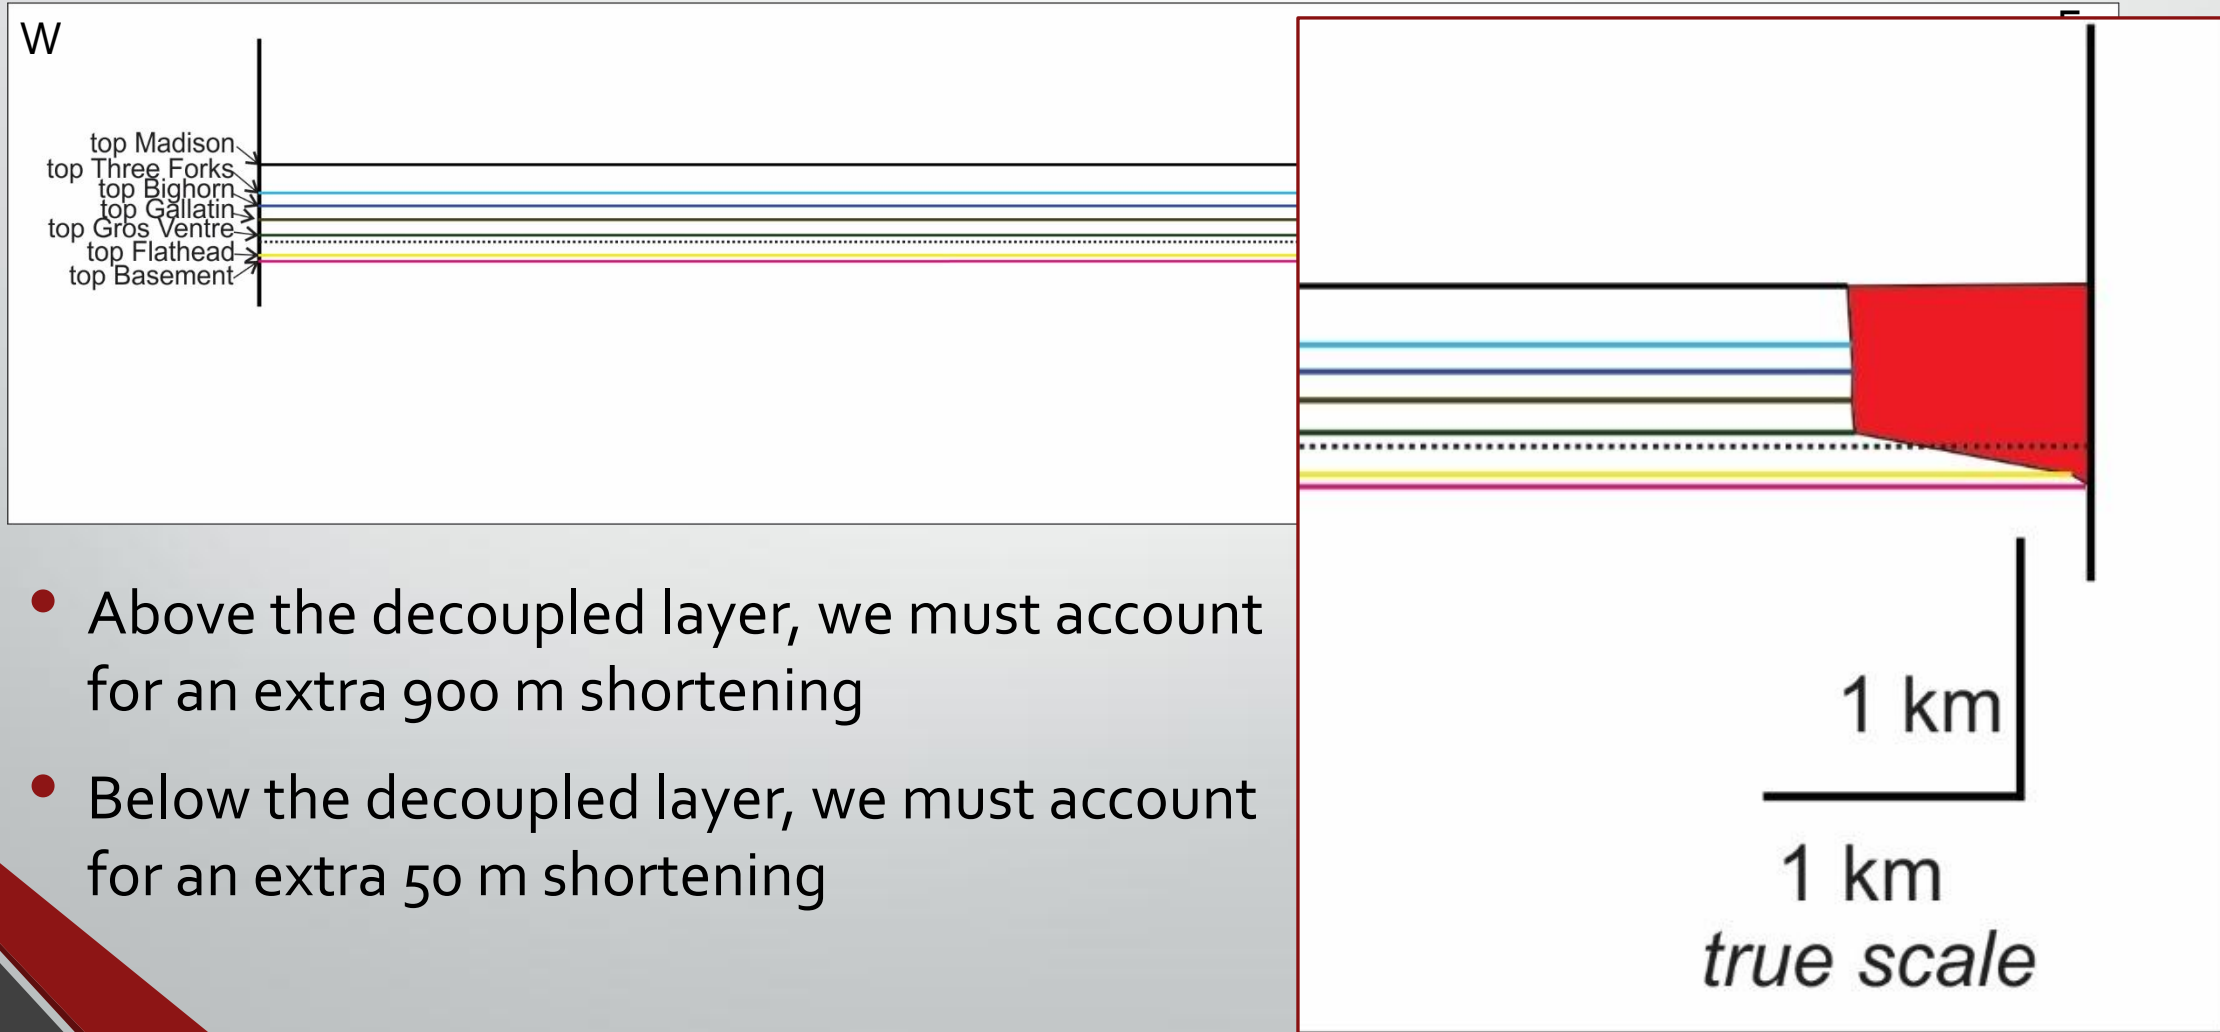 W
top Madison
top Three Forks
top Bighorn
top Gallatin
top Gros Ventre
top Flathead
top Basement
Above the decoupled layer, we must account
for an extra 900 m shortening
Below the decoupled layer, we must account
for an extra 50 m shortening
1 km
1 km
true scale